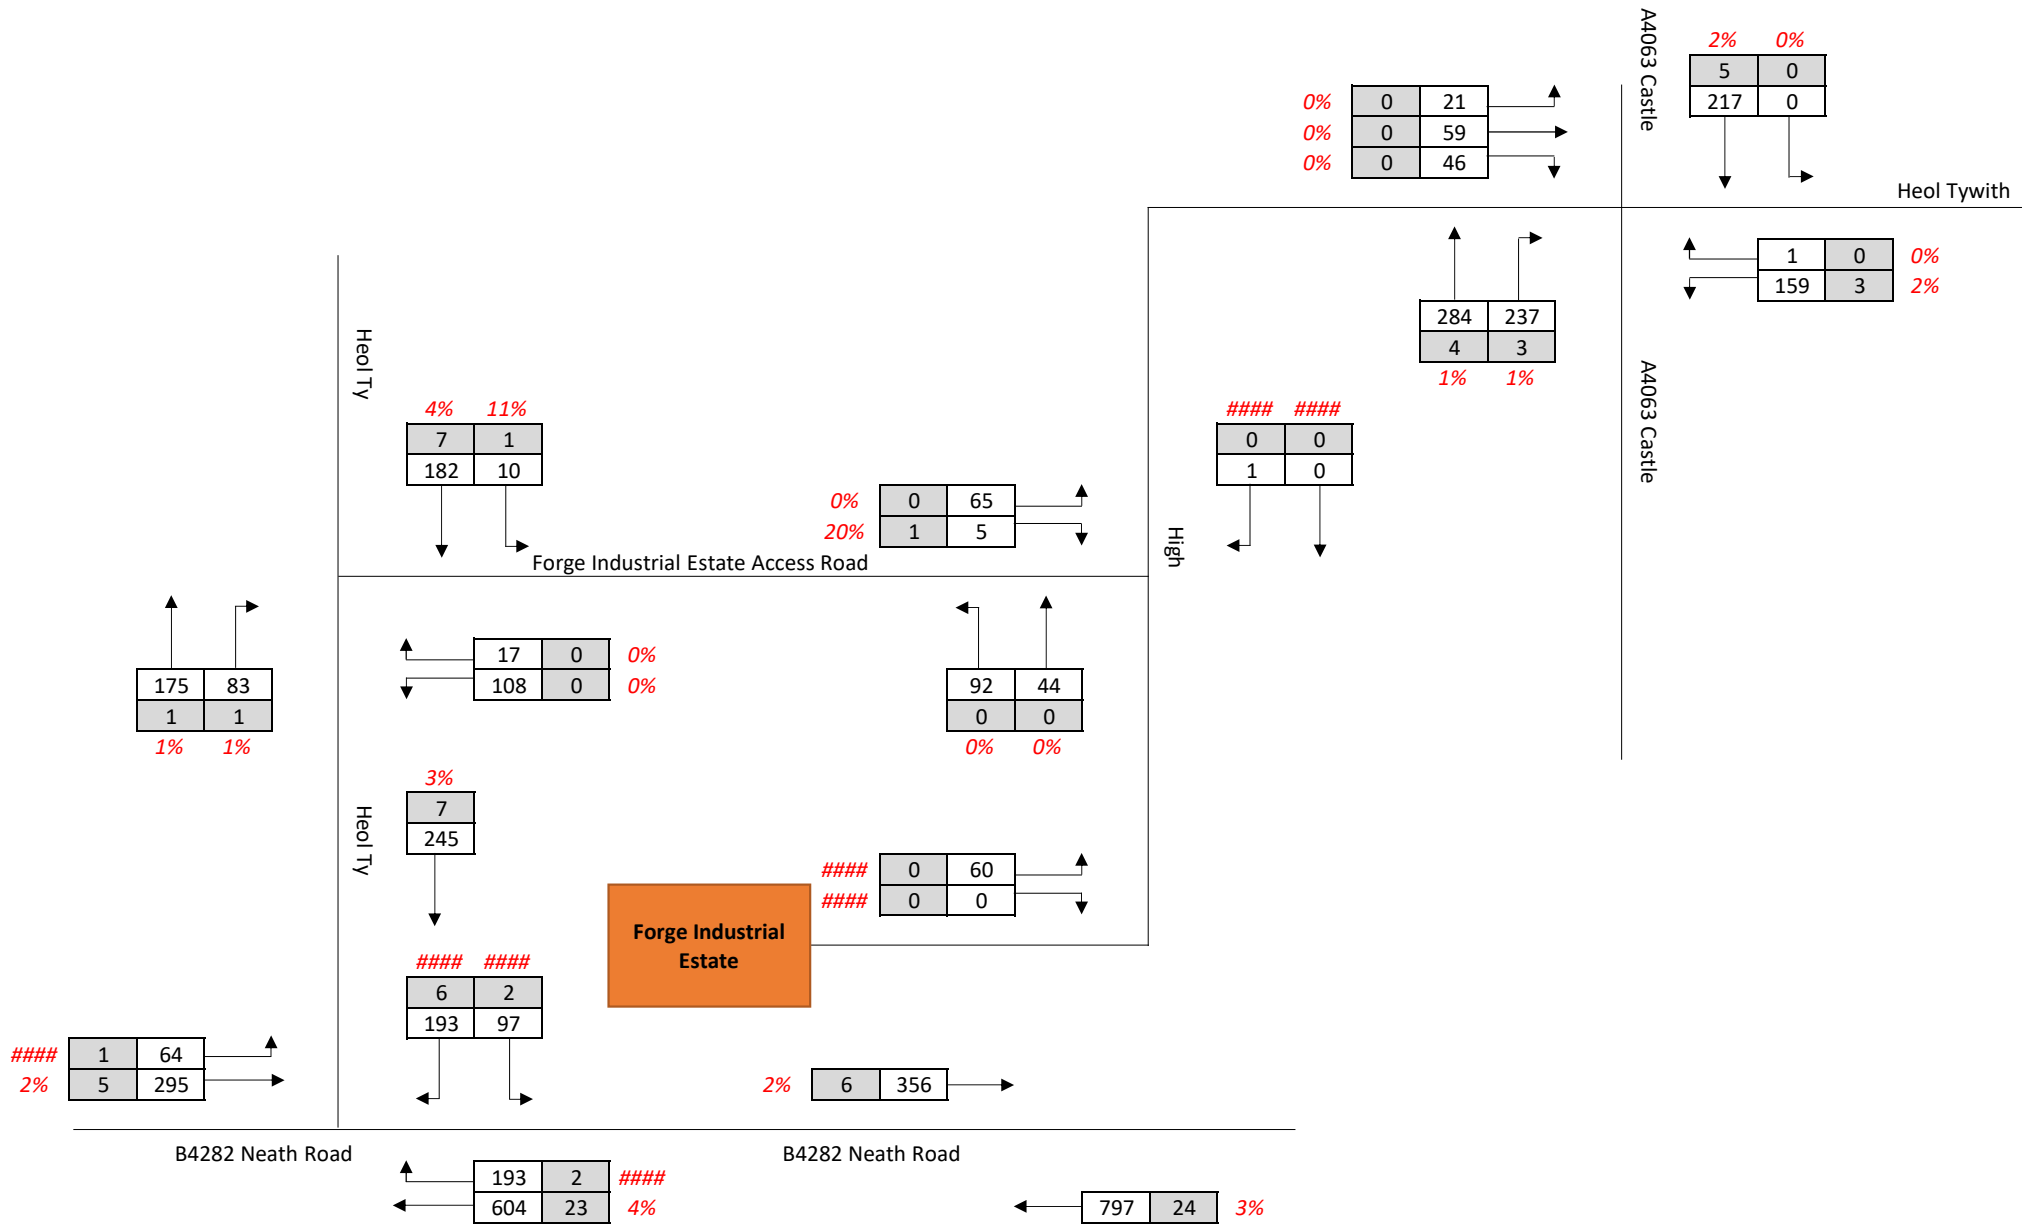 A4063 Castle
2% 0%
5 0
217 0
0% 0 21
0% 0 59
0% 0 46
Heol Tywith
1 0 0%
159 3 2%
284 237
4 3
1% 1%
A4063 Castle
Heol Ty
4% 11%
7 1
182 10
#### ####
0 0
1 0
0% 0 65
20% 1 5
High
Forge Industrial Estate Access Road
17 0 0%
108 0 0%
175 83
1 1
1% 1%
92 44
0 0
0% 0%
3%
7
245
Heol Ty
#### 0 60
#### 0 0
Forge Industrial
Estate
#### ####
6 2
193 97
#### 1 64
2% 5 295
2% 6 356
B4282 Neath Road
B4282 Neath Road
193 2 ####
604 23 4%
797 24 3%